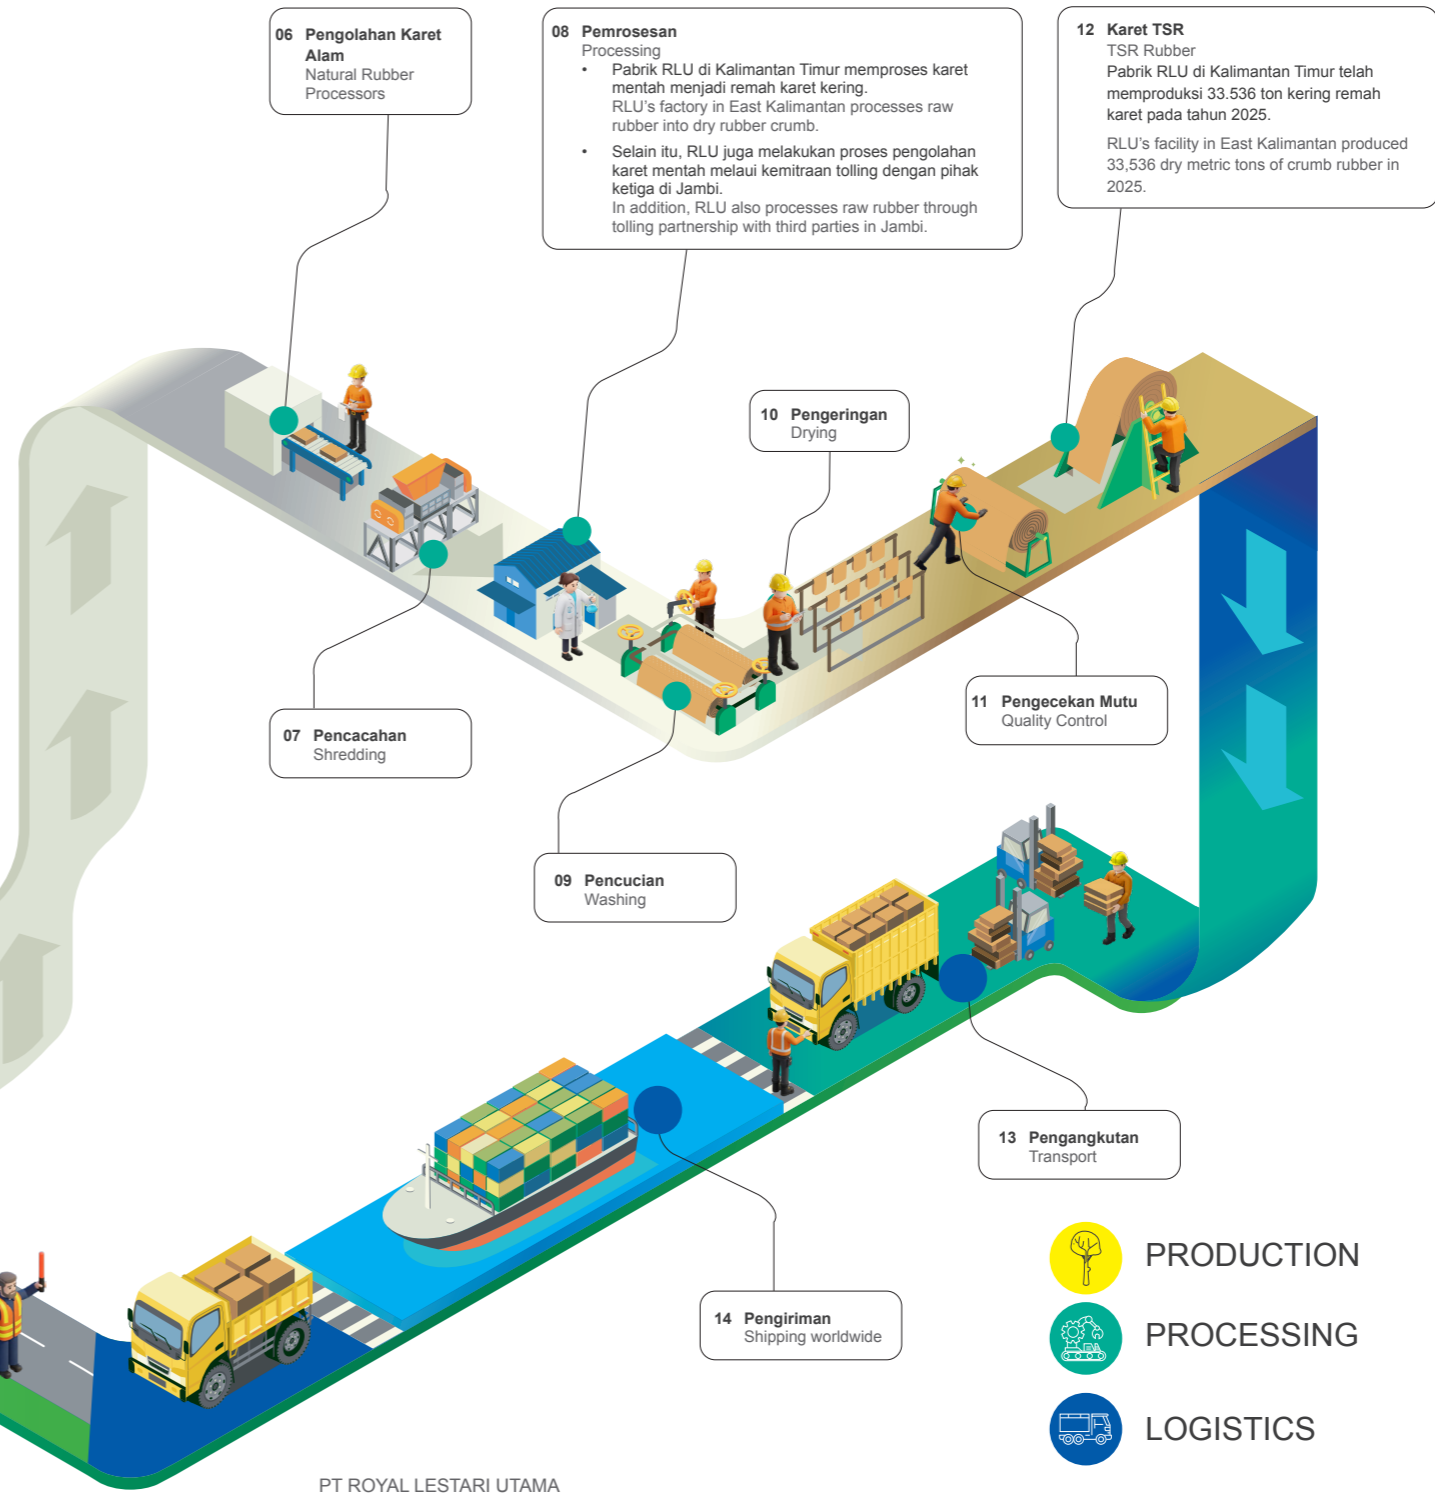 06 Pengolahan Karet
Alam
Natural Rubber
Processors
08 Pemrosesan
Processing
• Pabrik RLU di Kalimantan Timur memproses karet
mentah menjadi remah karet kering.
RLU's factory in East Kalimantan processes raw
rubber into dry rubber crumb.
• Selain itu, RLU juga melakukan proses pengolahan
karet mentah melaui kemitraan tolling dengan pihak
ketiga di Jambi.
In addition, RLU also processes raw rubber through
tolling partnership with third parties in Jambi.
12 Karet TSR
TSR Rubber
Pabrik RLU di Kalimantan Timur telah
memproduksi 33.536 ton kering remah
karet pada tahun 2025.
RLU's facility in East Kalimantan produced
33,536 dry metric tons of crumb rubber in
2025.
10 Pengeringan
Drying
07 Pencacahan
Shredding
11 Pengecekan Mutu
Quality Control
09 Pencucian
Washing
13 Pengangkutan
Transport
14 Pengiriman
Shipping worldwide
PRODUCTION
PROCESSING
LOGISTICS
PT ROYAL LESTARI UTAMA